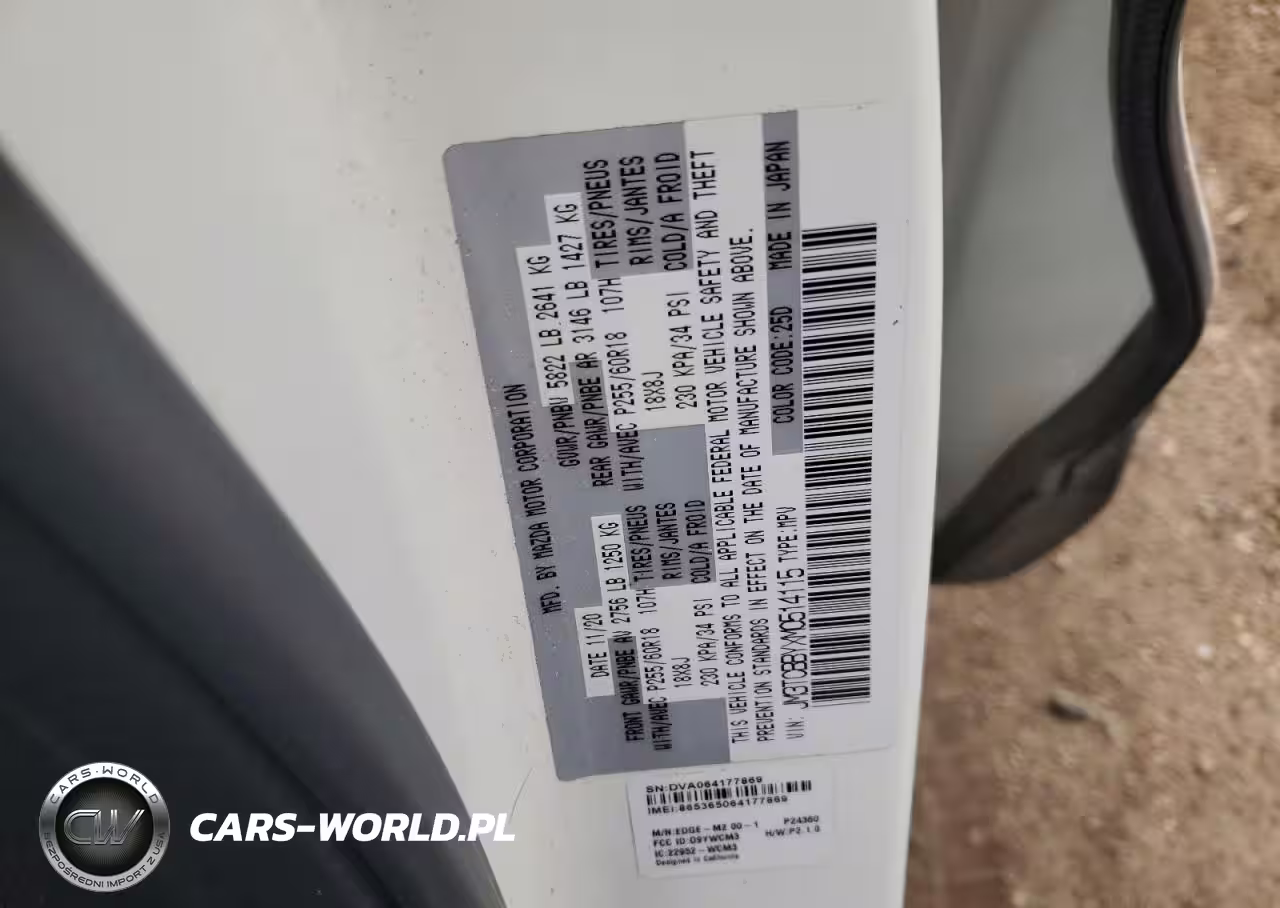 MFD. BY MAZDA MOTOR CORPORATION
DATE 11/20
GVWR/PNBV 5822 LB 2641 KG
FRONT GAWR/PNBE AV 2756 LB 1250 KG
REAR GAWR/PNBE AR 3146 LB 1427 KG
WITH/AVEC P255/60R18 107H TIRES/PNEUS
WITH/AVEC P255/60R18 107H TIRES/PNEUS
18X8J RIMS/JANTES
18X8J RIMS/JANTES
230 KPA/34 PSI COLD/A FROID
230 KPA/34 PSI COLD/A FROID
THIS VEHICLE CONFORMS TO ALL APPLICABLE FEDERAL MOTOR VEHICLE SAFETY AND THEFT
PREVENTION STANDARDS IN EFFECT ON THE DATE OF MANUFACTURE SHOWN ABOVE.
COLOR CODE:25D MADE IN JAPAN
VIN: JM3TCBBYXM0514115 TYPE:MPV
SN:DVA064177869
IMEI:865365064177869
M/N:EDGE-M2.00-1 P24360
FCC ID:O9YWCM3 H/W:P2.1.0
IC:22952-WCM3
Designed in California
CARS-WORLD
CW
BEZPOŚREDNI IMPORT Z USA
CARS-WORLD.PL